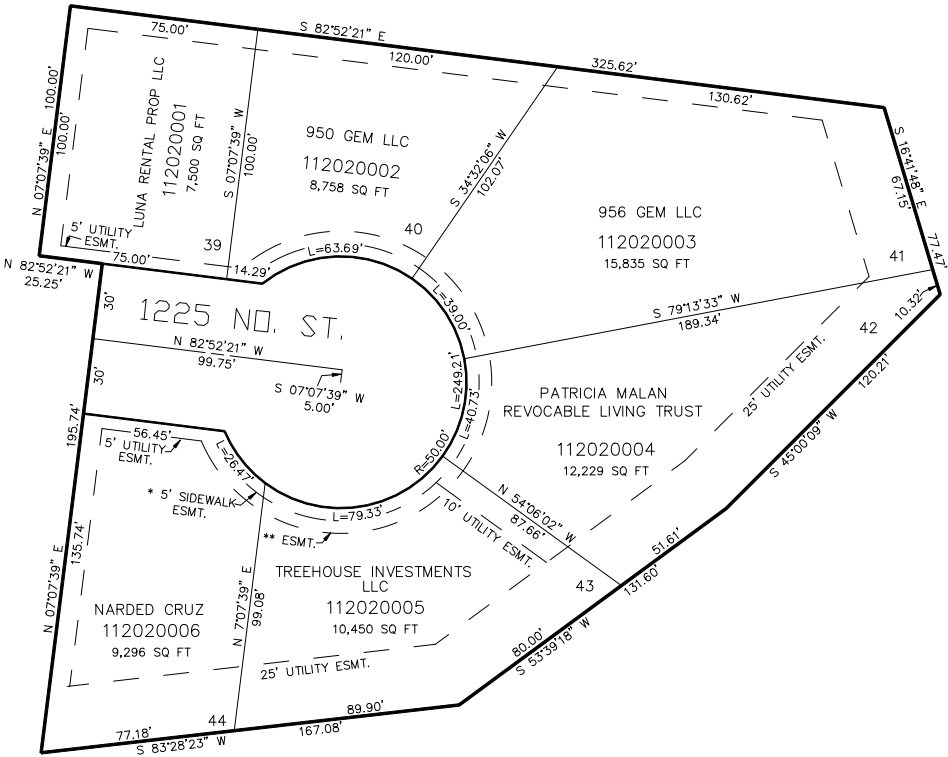 75.00'
S 82°52'21" E
120.00'
325.62'
130.62'
N 07°07'39" E 100.00'
100.00'
LUNA RENTAL PROP LLC
112020001
7,500 SQ FT
S 07°07'39" W
100.00'
950 GEM LLC
112020002
8,758 SQ FT
S 34°32'06" W
102.07'
956 GEM LLC
112020003
15,835 SQ FT
S 16°41'48" E
67.15'
77.47'
10.32'
5' UTILITY
ESMT.
39
40
41
42
75.00'
14.29'
L=63.69'
L=39.00'
N 82°52'21" W
25.25'
30'
30'
1225 NO. ST.
N 82°52'21" W
99.75'
S 07°07'39" W
5.00'
L=249.21'
L=40.73'
R=50.00'
S 79°13'33" W
189.34'
PATRICIA MALAN
REVOCABLE LIVING TRUST
112020004
12,229 SQ FT
25' UTILITY ESMT.
120.21'
S 45°00'09" W
195.74'
56.45'
5' UTILITY
ESMT.
L=26.47'
* 5' SIDEWALK
ESMT.
L=79.33'
** ESMT.
10' UTILITY ESMT.
N 54°06'02" W
87.66'
51.61'
131.60'
43
80.00'
S 53°39'18" W
135.74'
N 07°07'39" E
NARDED CRUZ
112020006
9,296 SQ FT
N 7°07'39" E
99.08'
TREEHOUSE INVESTMENTS
LLC
112020005
10,450 SQ FT
25' UTILITY ESMT.
44
77.18'
89.90'
S 83°28'23" W
167.08'